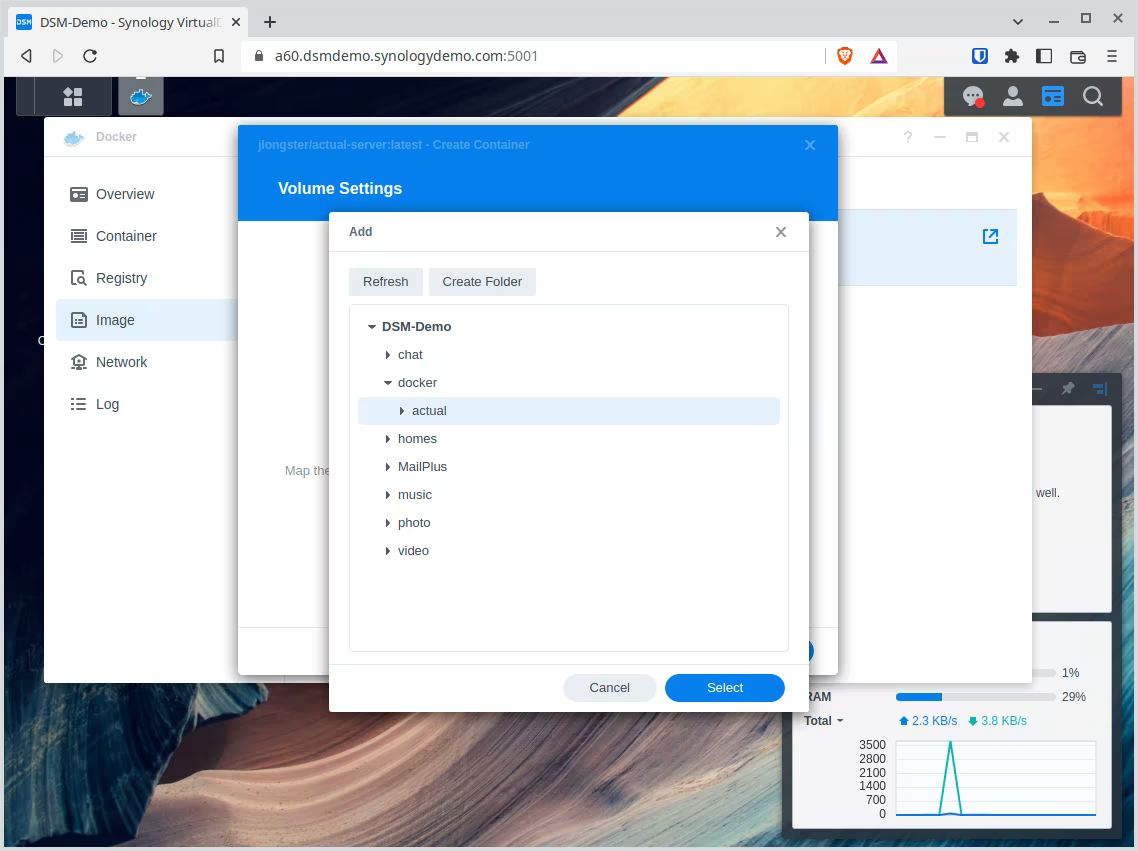 DSM
DSM-Demo - Synology VirtualD
a60.dsmdemo.synologydemo.com:5001
Docker
jlongster/actual-server:latest - Create Container
?
Overview
Container
Registry
Image
Network
Log
Volume Settings
Map the
Add
Refresh
Create Folder
DSM-Demo
chat
docker
actual
homes
MailPlus
music
photo
video
Cancel
Select
well.
1%
RAM
29%
Total
2.3 KB/s
3.8 KB/s
3500
2800
2100
1400
700
0